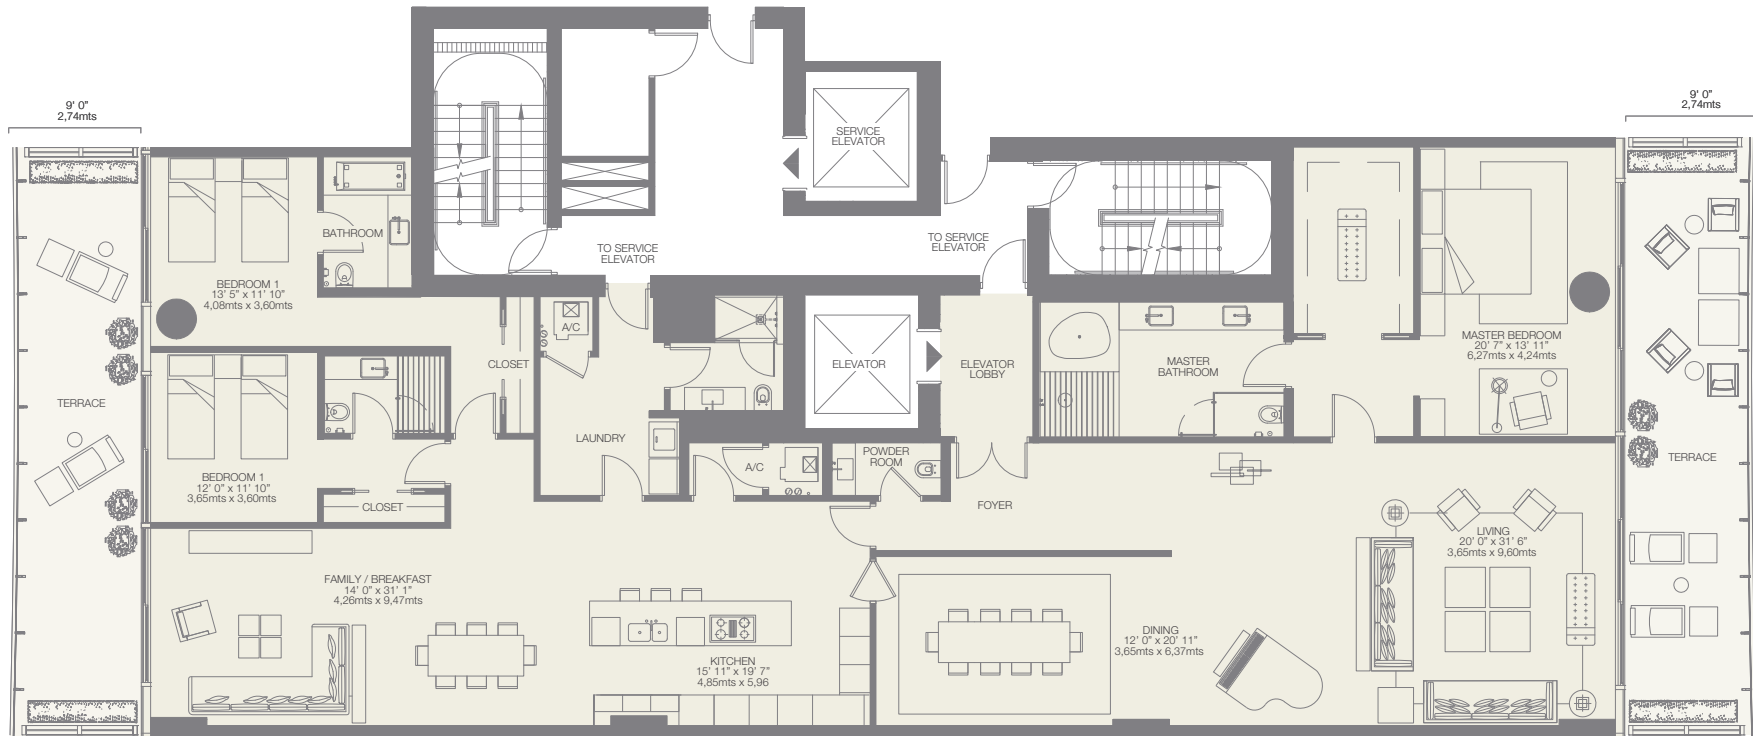 9' 0"
2,74mts
9' 0"
2,74mts
SERVICE
ELEVATOR
BATHROOM
TO SERVICE
ELEVATOR
TO SERVICE
ELEVATOR
BEDROOM 1
13' 5" x 11' 10"
4,08mts x 3,60mts
A/C
CLOSET
ELEVATOR
ELEVATOR
LOBBY
MASTER
BATHROOM
MASTER BEDROOM
20' 7" x 13' 11"
6,27mts x 4,24mts
TERRACE
LAUNDRY
POWDER
ROOM
A/C
TERRACE
BEDROOM 1
12' 0" x 11' 10"
3,65mts x 3,60mts
CLOSET
FOYER
LIVING
20' 0" x 31' 6"
3,65mts x 9,60mts
FAMILY / BREAKFAST
14' 0" x 31' 1"
4,26mts x 9,47mts
DINING
12' 0" x 20' 11"
3,65mts x 6,37mts
KITCHEN
15' 11" x 19' 7"
4,85mts x 5,96